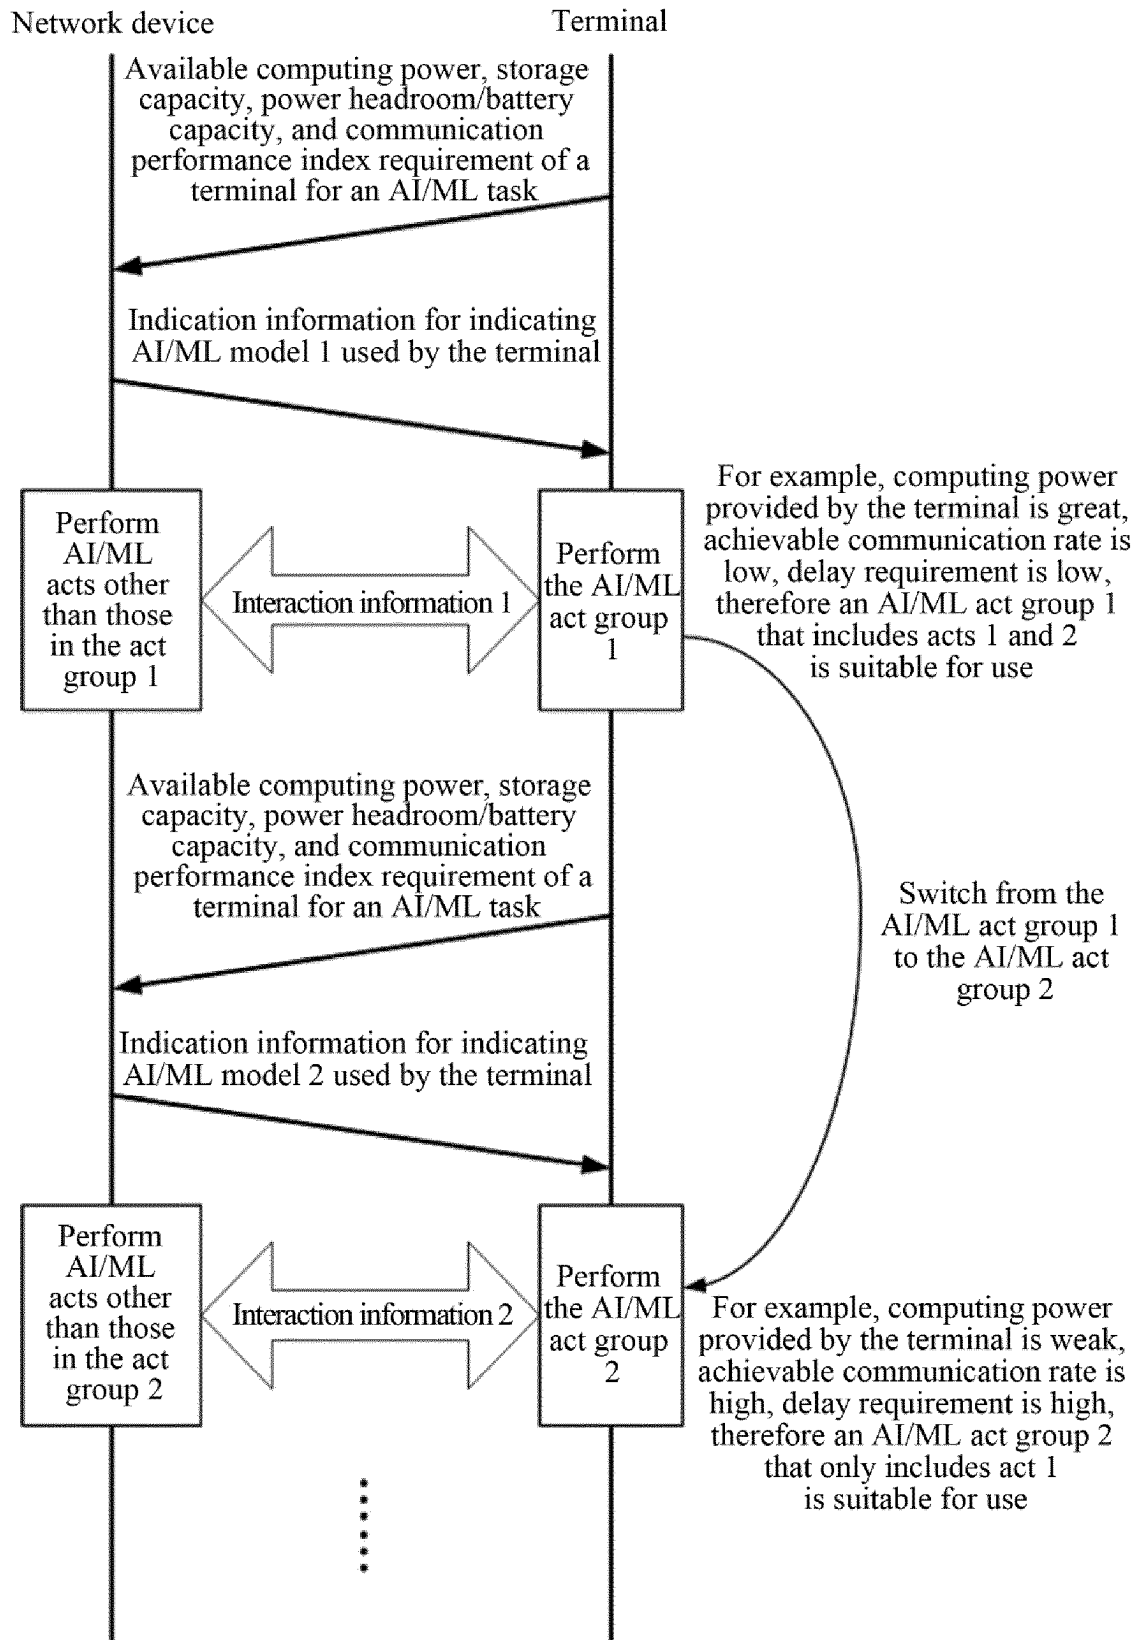 Network device
Terminal
Available computing power, storage
capacity, power headroom/battery
capacity, and communication
performance index requirement of a
terminal for an AI/ML task
Indication information for indicating
AI/ML model 1 used by the terminal
Perform
AI/ML
acts other
than those
in the act
group 1
Interaction information 1
Perform
the AI/ML
act group
1
For example, computing power
provided by the terminal is great,
achievable communication rate is
low, delay requirement is low,
therefore an AI/ML act group 1
that includes acts 1 and 2
is suitable for use
Available computing power, storage
capacity, power headroom/battery
capacity, and communication
performance index requirement of a
terminal for an AI/ML task
Switch from the
AI/ML act group 1
to the AI/ML act
group 2
Indication information for indicating
AI/ML model 2 used by the terminal
Perform
AI/ML
acts other
than those
in the act
group 2
Interaction information 2
Perform
the AI/ML
act group
2
For example, computing power
provided by the terminal is weak,
achievable communication rate is
high, delay requirement is high,
therefore an AI/ML act group 2
that only includes act 1
is suitable for use